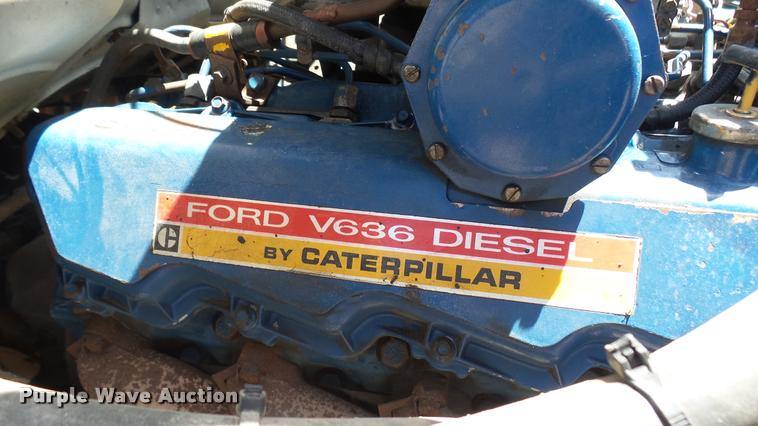 FORD V636 DIESEL
C BY CATERPILLAR
Purple Wave Auction